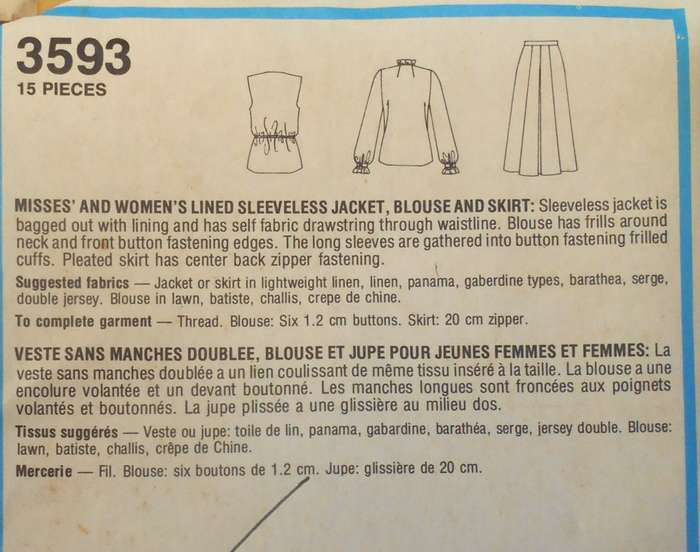 3593
15 PIECES
MISSES' AND WOMEN'S LINED SLEEVELESS JACKET, BLOUSE AND SKIRT: Sleeveless jacket is
bagged out with lining and has self fabric drawstring through waistline. Blouse has frills around
neck and front button fastening edges. The long sleeves are gathered into button fastening frilled
cuffs. Pleated skirt has center back zipper fastening.
Suggested fabrics — Jacket or skirt in lightweight linen, linen, panama, gaberdine types, barathea, serge,
double jersey. Blouse in lawn, batiste, challis, crepe de chine.
To complete garment — Thread. Blouse: Six 1.2 cm buttons. Skirt: 20 cm zipper.
VESTE SANS MANCHES DOUBLEE, BLOUSE ET JUPE POUR JEUNES FEMMES ET FEMMES: La
veste sans manches doublée a un lien coulissant de même tissu inséré à la taille. La blouse a une
encolure volantée et un devant boutonné. Les manches longues sont froncées aux poignets
volantés et boutonnés. La jupe plissée a une glissière au milieu dos.
Tissus suggérés — Veste ou jupe: toile de lin, panama, gabardine, barathéa, serge, jersey double. Blouse:
lawn, batiste, challis, crêpe de Chine.
Mercerie — Fil. Blouse: six boutons de 1.2 cm. Jupe: glissière de 20 cm.